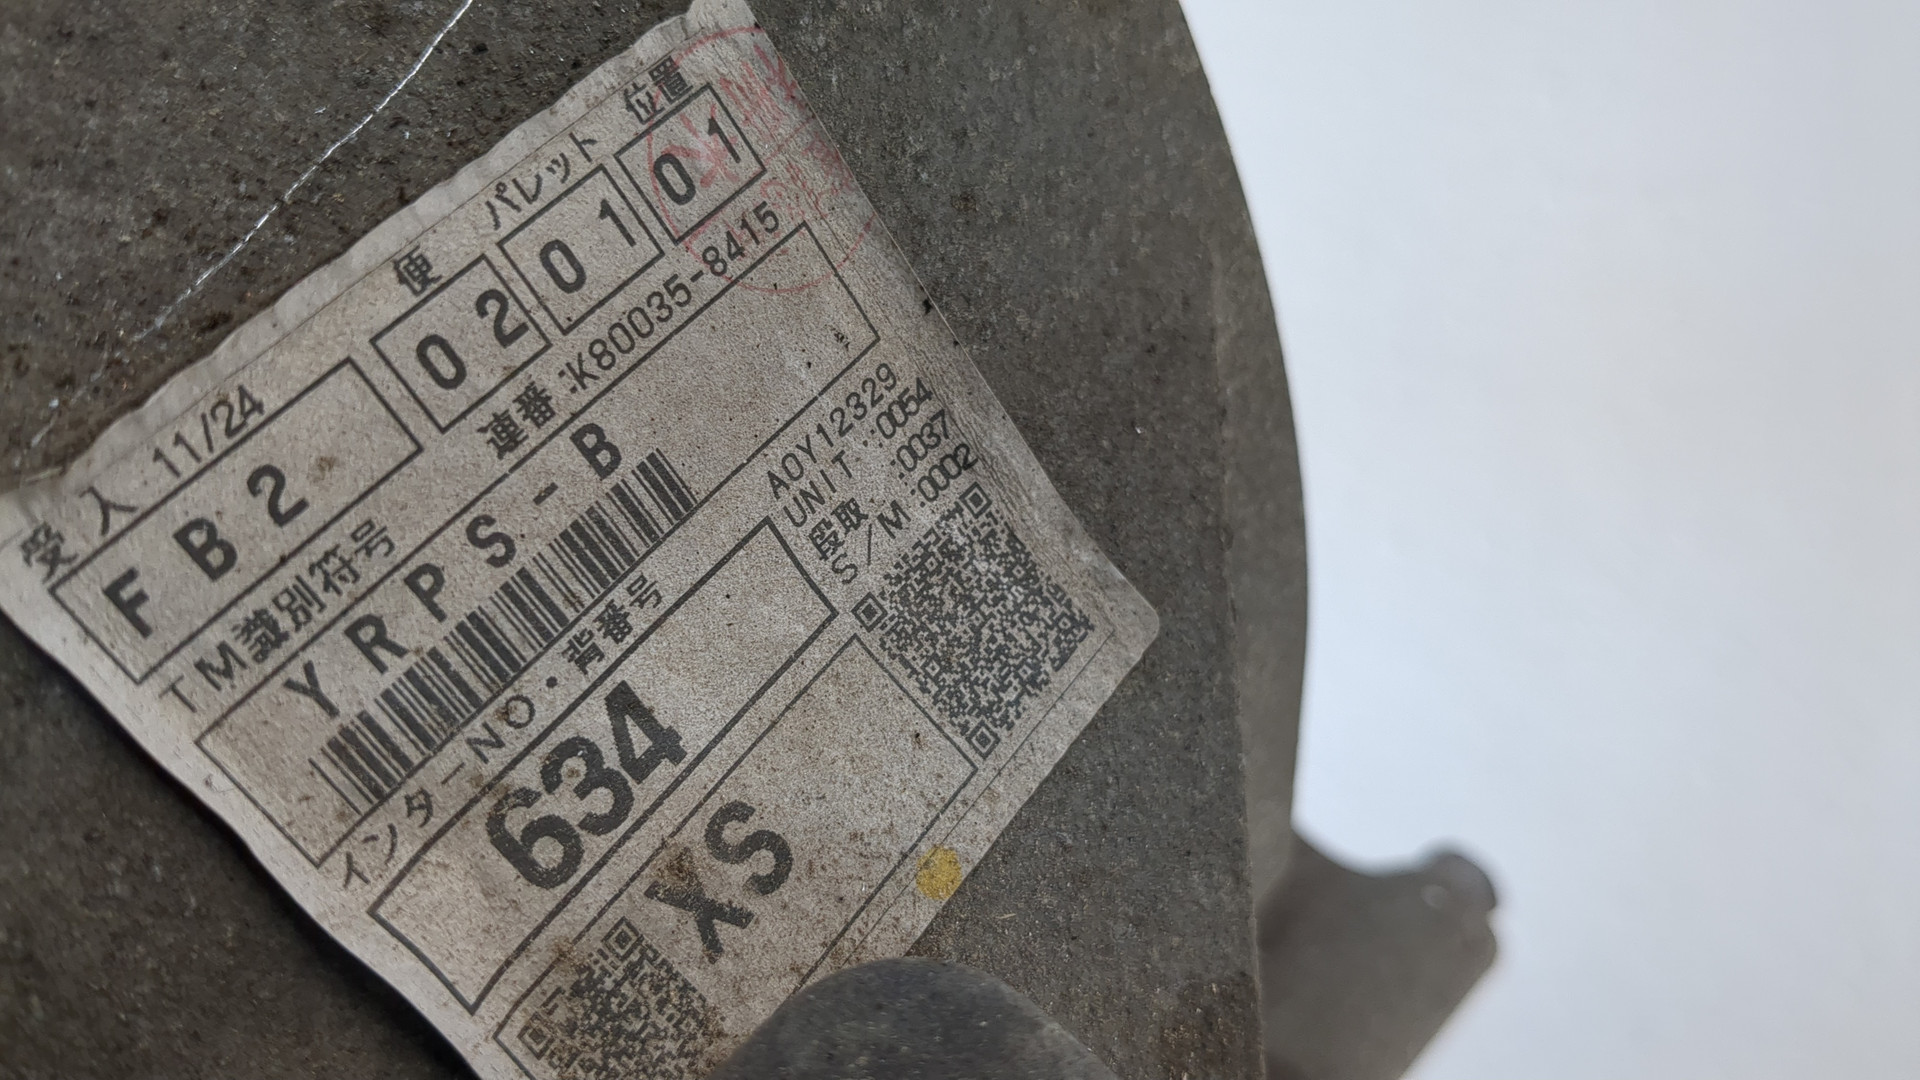 受入 11/24 便 パレット 位置
FB2 02 01 01
TM識別符号 連番:K80035-8415
YRPS-B
インターNO・背番号 A0Y12329
UNIT :0054
段取 :0037
S/M :0002
634
XS